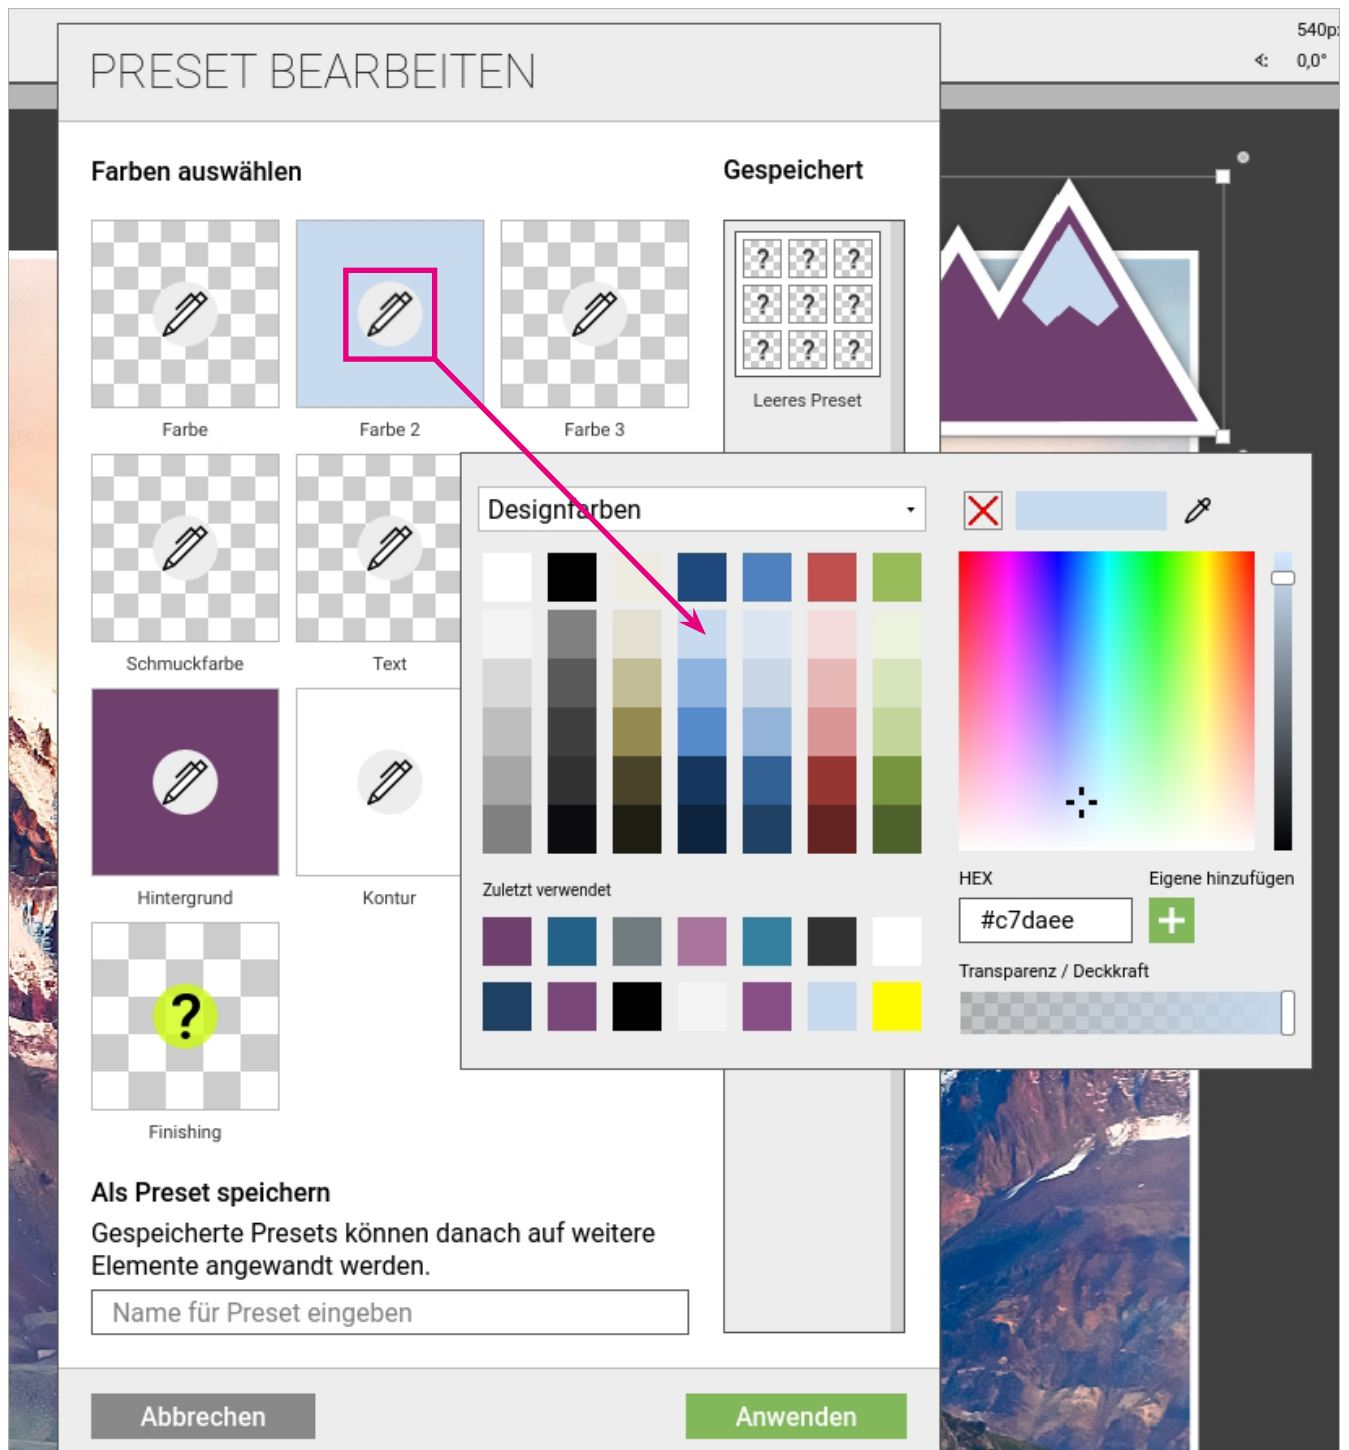 540px
∢: 0,0°
PRESET BEARBEITEN
Farben auswählen
Gespeichert
Farbe
Farbe 2
Farbe 3
? ? ?
? ? ?
? ? ?
Leeres Preset
Schmuckfarbe
Text
Hintergrund
Kontur
?
Finishing
Designfarben
Zuletzt verwendet
HEX
Eigene hinzufügen
#c7daee
Transparenz / Deckkraft
Als Preset speichern
Gespeicherte Presets können danach auf weitere
Elemente angewandt werden.
Name für Preset eingeben
Abbrechen
Anwenden